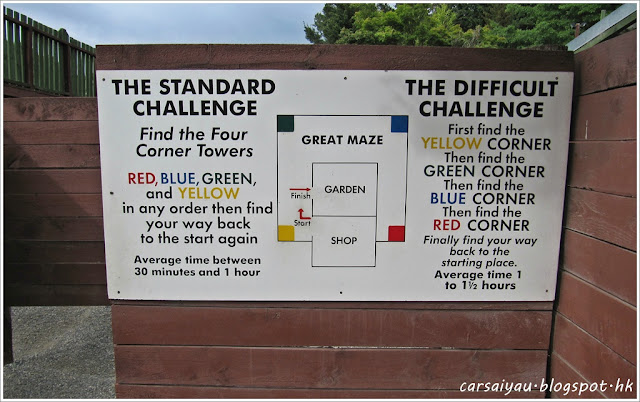 THE STANDARD
CHALLENGE
Find the Four
Corner Towers
RED, BLUE, GREEN,
and YELLOW
in any order then find
your way back
to the start again
Average time between
30 minutes and 1 hour
GREAT MAZE
GARDEN
Finish
Start
SHOP
THE DIFFICULT
CHALLENGE
First find the
YELLOW CORNER
Then find the
GREEN CORNER
Then find the
BLUE CORNER
Then find the
RED CORNER
Finally find your way
back to the
starting place.
Average time 1
to 1½ hours
carsaiyau.blogspot.hk